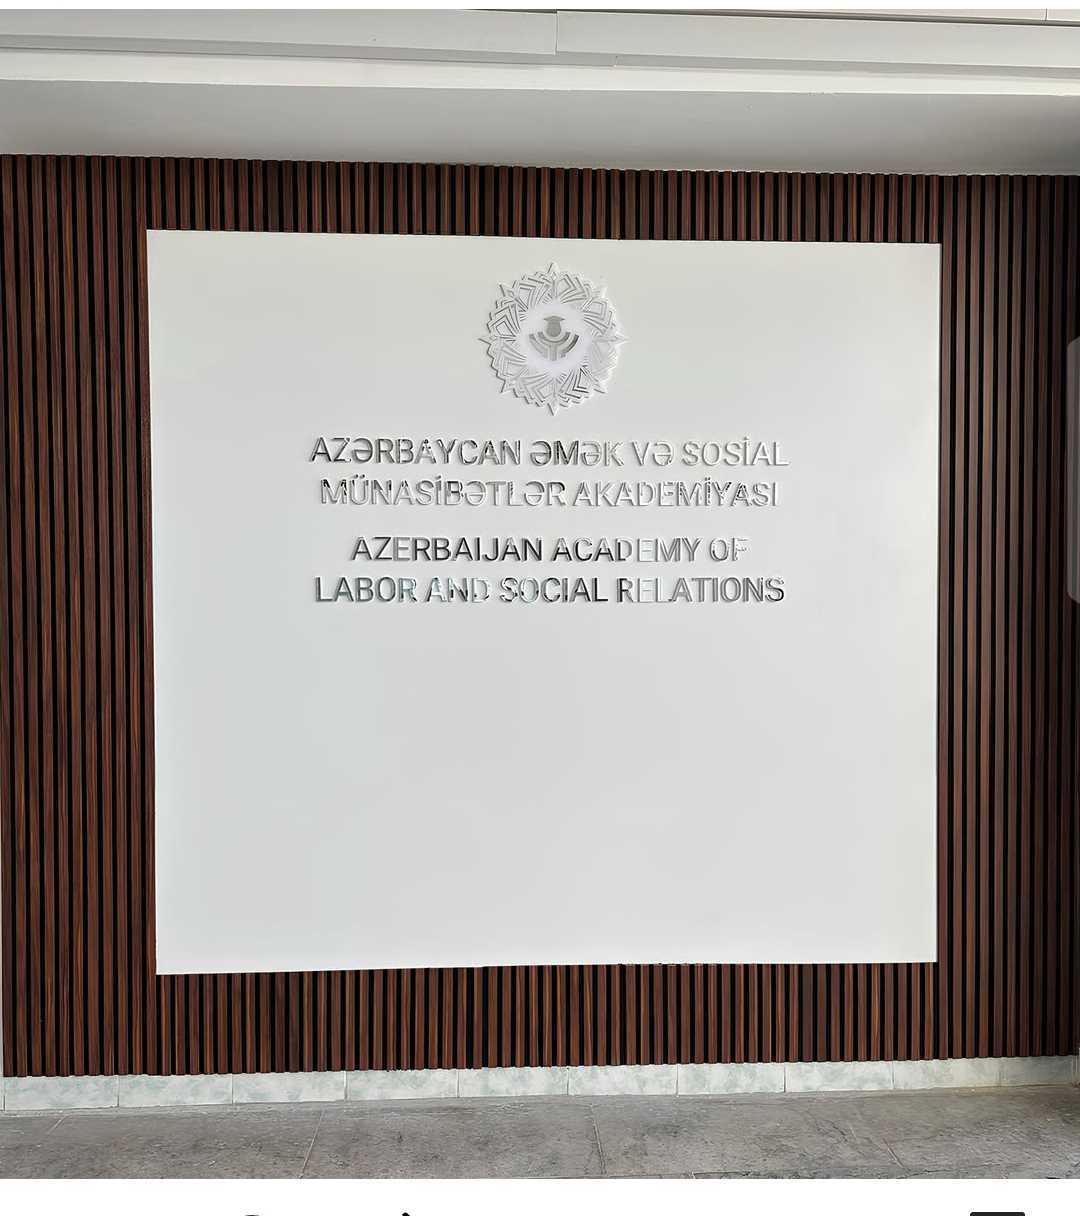 AZƏRBAYCAN ƏMƏK VƏ SOSİAL
MÜNASİBƏTLƏR AKADEMİYASI
AZERBAIJAN ACADEMY OF
LABOR AND SOCIAL RELATIONS